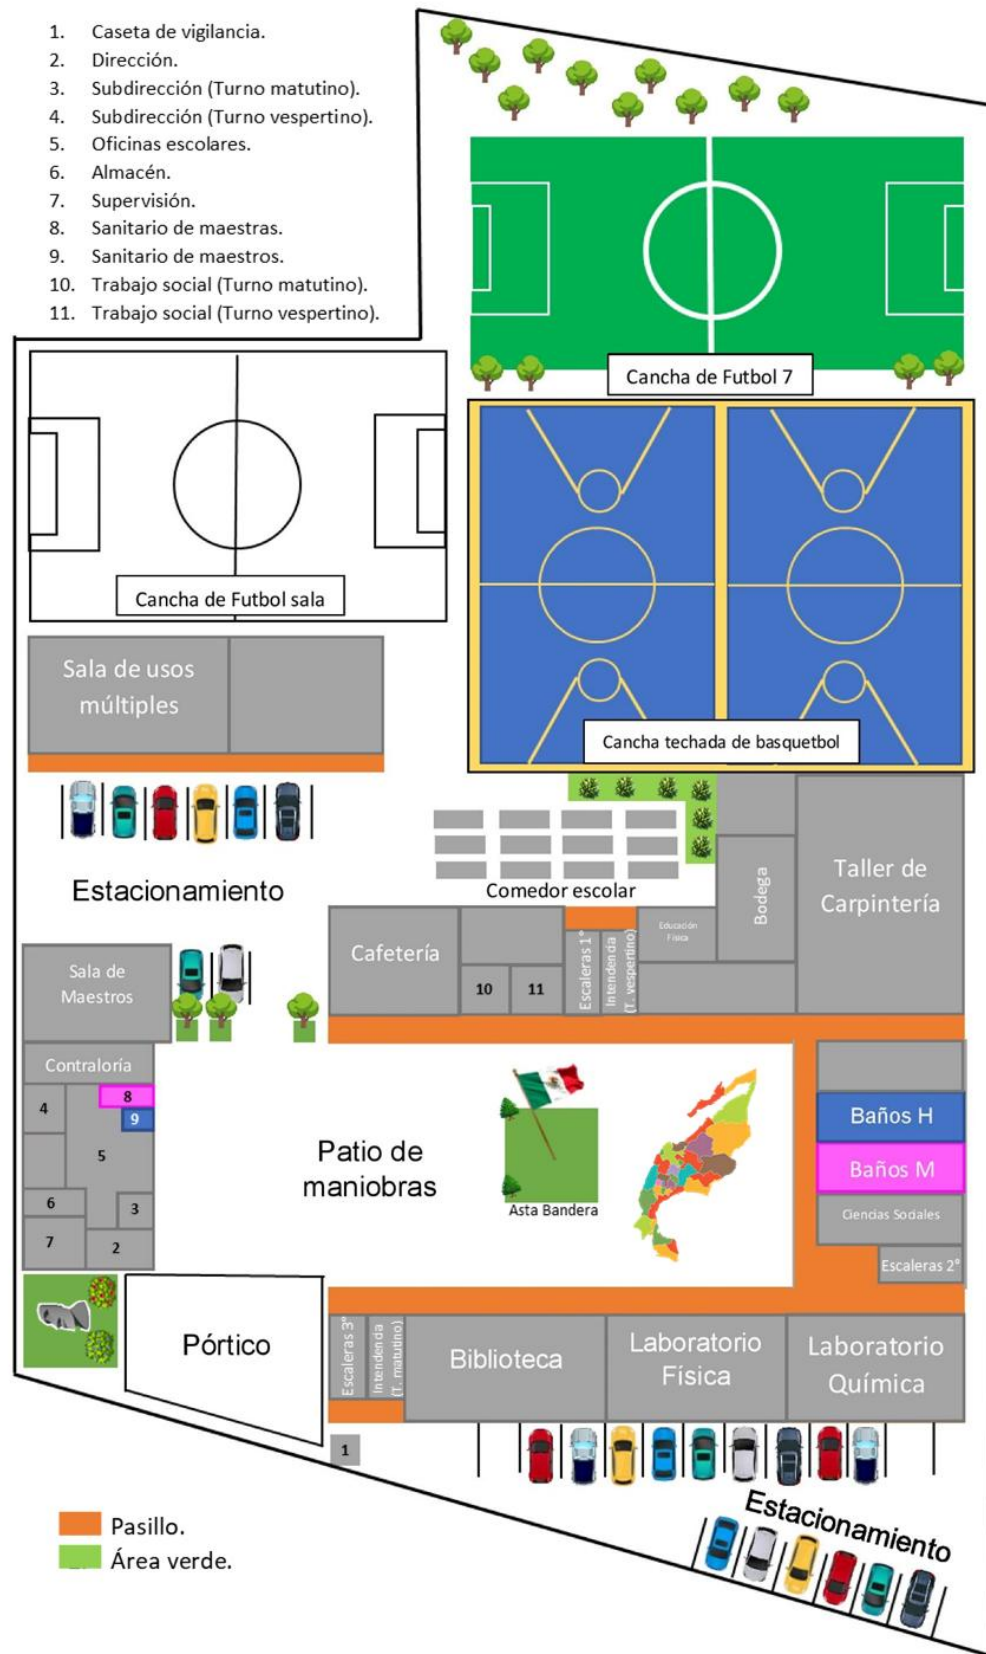 1. Caseta de vigilancia.
2. Dirección.
3. Subdirección (Turno matutino).
4. Subdirección (Turno vespertino).
5. Oficinas escolares.
6. Almacén.
7. Supervisión.
8. Sanitario de maestras.
9. Sanitario de maestros.
10. Trabajo social (Turno matutino).
11. Trabajo social (Turno vespertino).
Cancha de Futbol 7
Cancha de Futbol sala
Sala de usos
múltiples
Cancha techada de basquetbol
Estacionamiento
Comedor escolar
Taller de
Carpintería
Bodega
Cafetería
10
11
Escaleras 1°
Intendenda
(T. vespertino)
Educación
Física
Sala de
Maestros
Contraloría
4
8
9
5
6
3
7
2
Patio de
maniobras
Asta Bandera
Baños H
Baños M
Ciencias Sociales
Escaleras 2°
Pórtico
Escaleras 3°
Intendenda
(T. matutino)
Biblioteca
Laboratorio
Física
Laboratorio
Química
1
Estacionamiento
Pasillo.
Área verde.